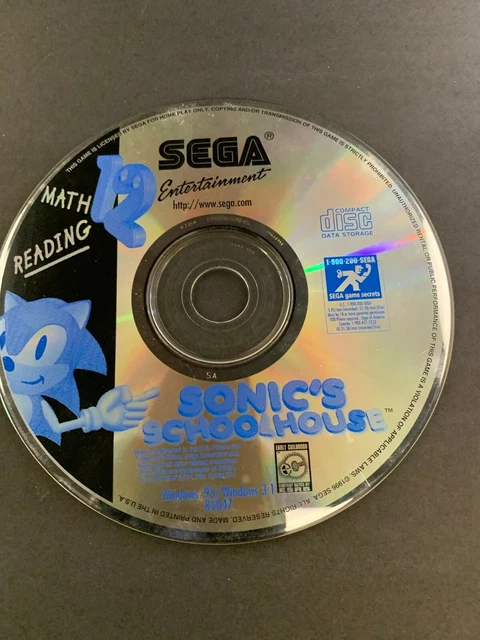 THIS GAME IS LICENSED BY SEGA FOR HOME PLAY ONLY. COPYING AND/OR TRANSMISSION OF THIS GAME IS STRICTLY PROHIBITED. UNAUTHORIZED RENTAL OR PUBLIC PERFORMANCE OF THIS GAME IS A VIOLATION OF APPLICABLE LAWS. ©1996 SEGA. ALL RIGHTS RESERVED. MADE AND PRINTED IN THE U.S.A.
SEGA®
Entertainment
http://www.sega.com
MATH
READING
COMPACT
disc
DATA STORAGE
1-900-200-SEGA
SEGA game secrets
SA
SONIC'S
SCHOOLHOUSE™
EARLY CHILDHOOD
ESRB
Windows 95/Windows 3.1
85047